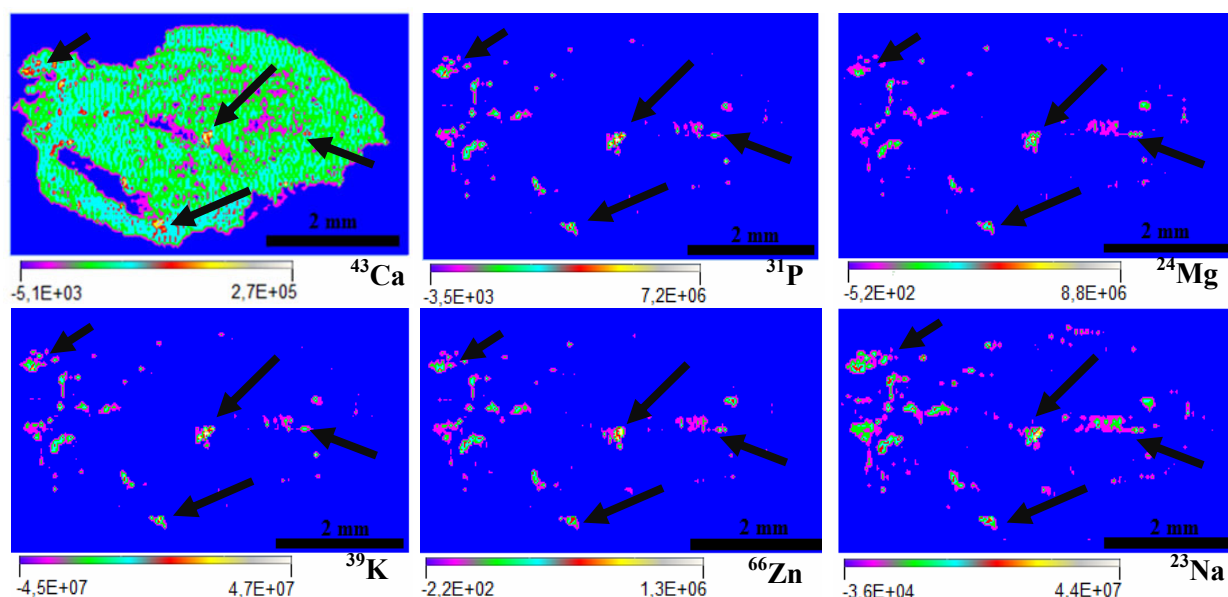 2 mm
2 mm
2 mm
-5,1E+03 2,7E+05 ⁴³Ca
-3,5E+03 7,2E+06 ³¹P
-5,2E+02 8,8E+06 ²⁴Mg
2 mm
2 mm
2 mm
-4,5E+07 4,7E+07 ³⁹K
-2,2E+02 1,3E+06 ⁶⁶Zn
-3,6E+04 4,4E+07 ²³Na